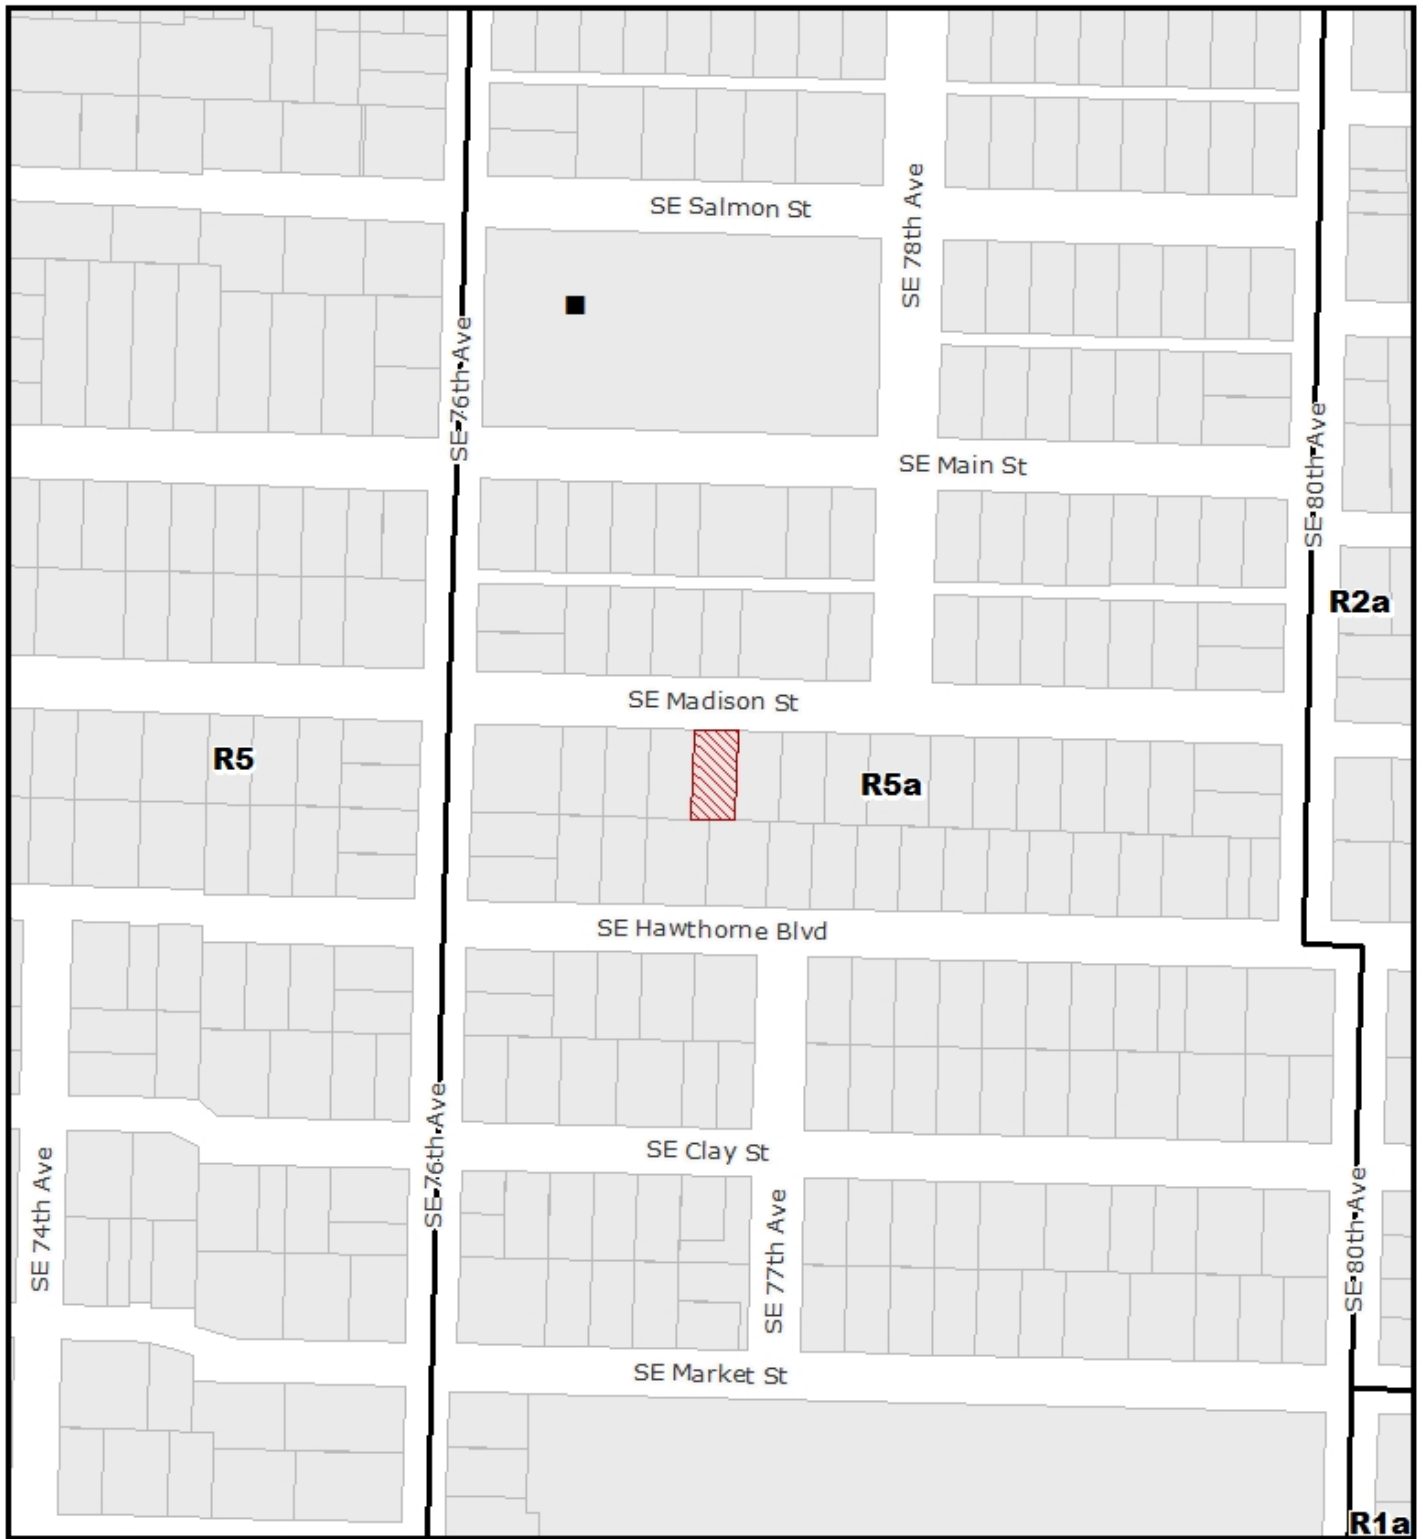 SE Salmon St
SE 78th Ave
SE 76th Ave
SE 80th Ave
SE Main St
R2a
SE Madison St
R5
R5a
SE Hawthorne Blvd
SE 76th Ave
SE Clay St
SE 74th Ave
SE 77th Ave
SE 80th Ave
SE Market St
R1a